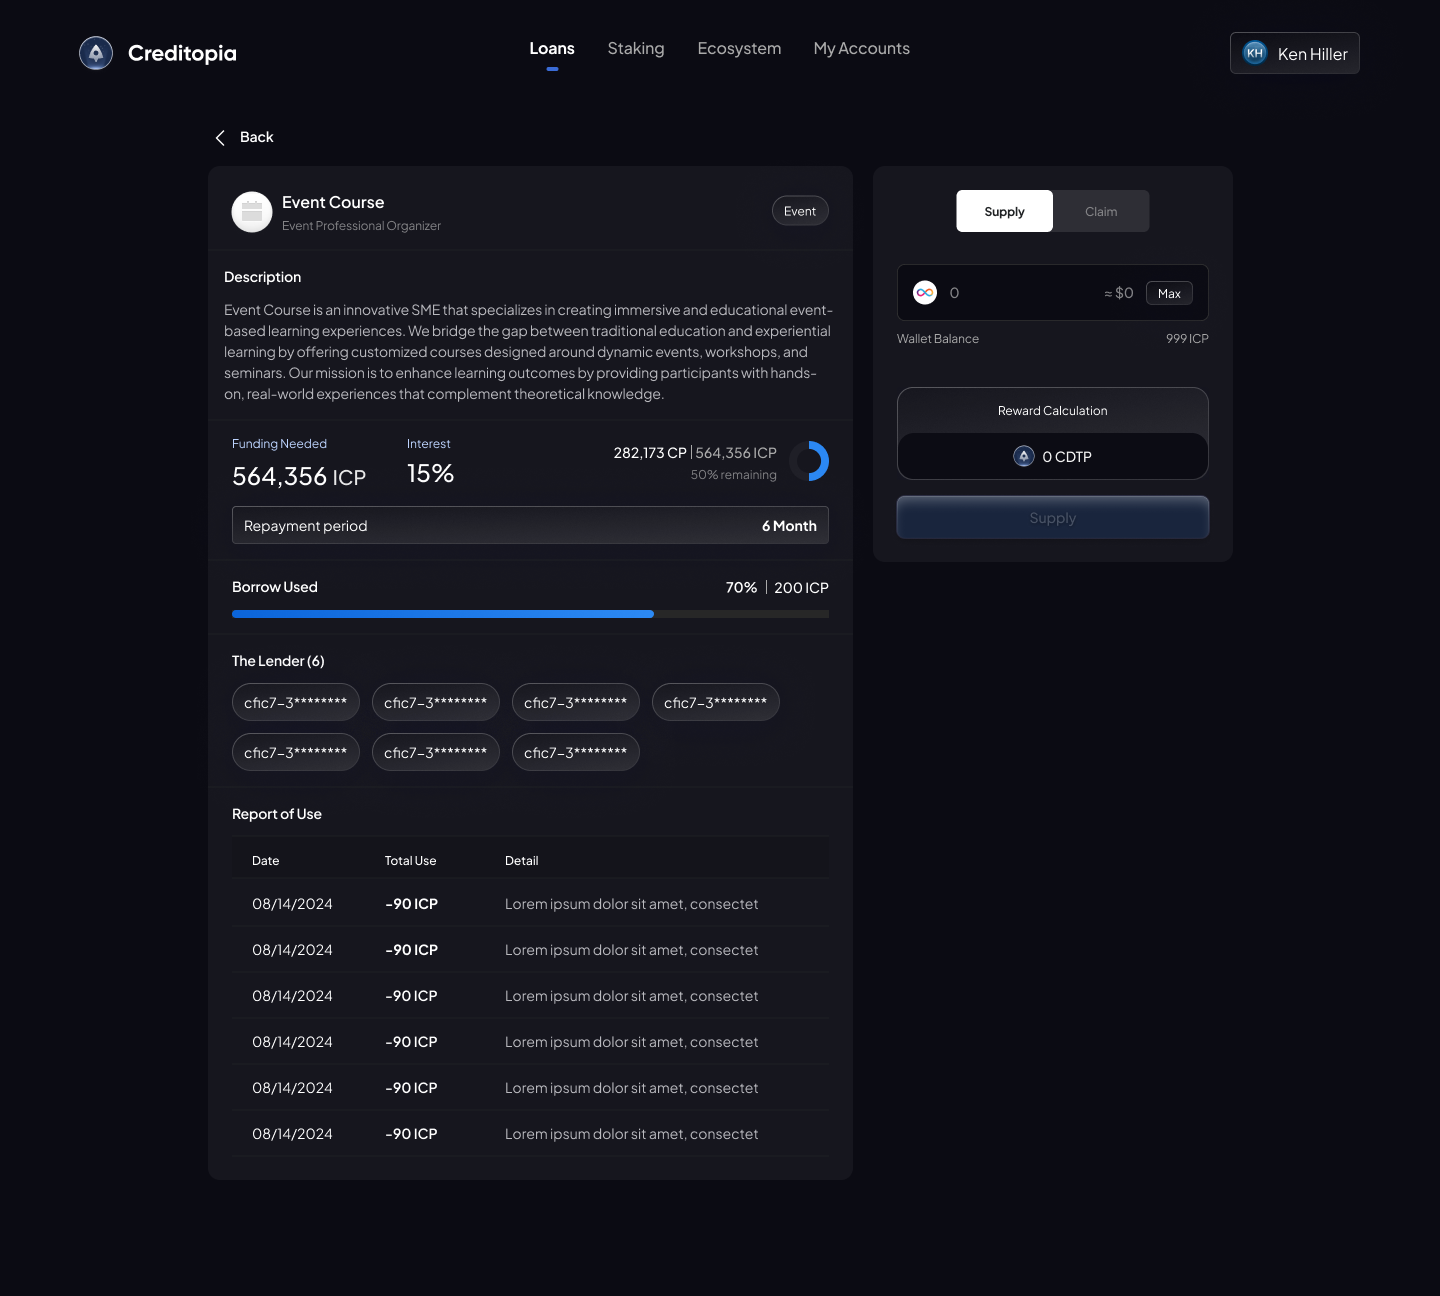 Creditopia
Loans
Staking
Ecosystem
My Accounts
KH
Ken Hiller
Back
Event Course
Event Professional Organizer
Event
Description
Event Course is an innovative SME that specializes in creating immersive and educational event-
based learning experiences. We bridge the gap between traditional education and experiential
learning by offering customized courses designed around dynamic events, workshops, and
seminars. Our mission is to enhance learning outcomes by providing participants with hands-
on, real-world experiences that complement theoretical knowledge.
Funding Needed
564,356 ICP
Interest
15%
282,173 CP | 564,356 ICP
50% remaining
Repayment period
6 Month
Borrow Used
70% | 200 ICP
The Lender (6)
cfic7-3********
cfic7-3********
cfic7-3********
cfic7-3********
cfic7-3********
cfic7-3********
cfic7-3********
Report of Use
Date Total Use Detail
08/14/2024 -90 ICP Lorem ipsum dolor sit amet, consectet
08/14/2024 -90 ICP Lorem ipsum dolor sit amet, consectet
08/14/2024 -90 ICP Lorem ipsum dolor sit amet, consectet
08/14/2024 -90 ICP Lorem ipsum dolor sit amet, consectet
08/14/2024 -90 ICP Lorem ipsum dolor sit amet, consectet
08/14/2024 -90 ICP Lorem ipsum dolor sit amet, consectet
Supply
Claim
0
≈ $0
Max
Wallet Balance
999 ICP
Reward Calculation
0 CDTP
Supply